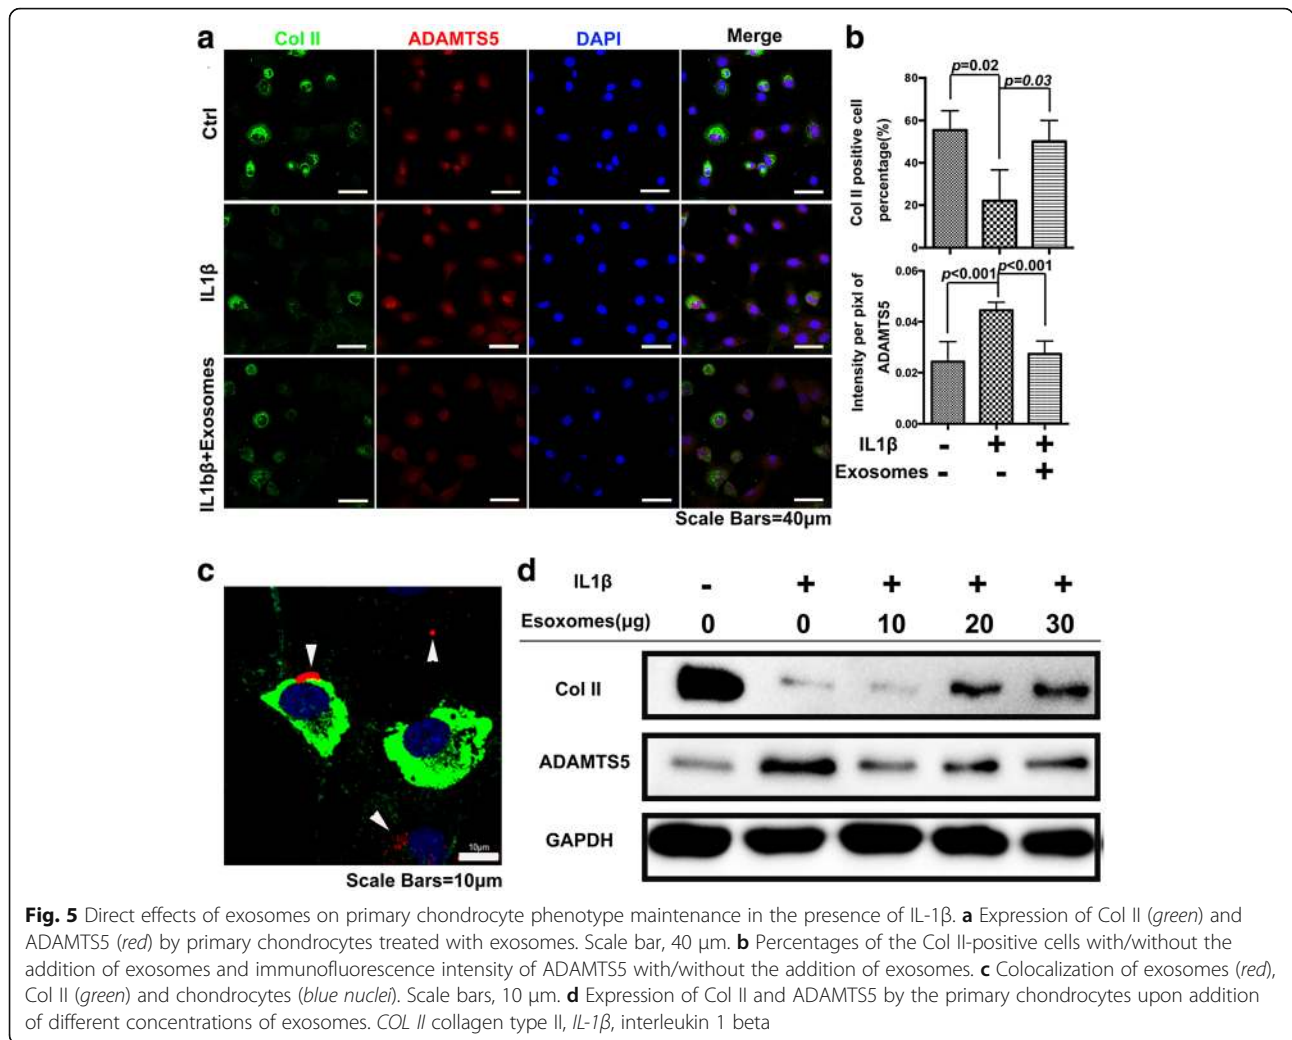 a
Col II ADAMTS5 DAPI Merge
Ctrl
IL1β
IL1bβ+Exosomes
Scale Bars=40μm
b
p=0.02
p=0.03
Col II positive cell
percentage(%)
80
60
40
20
0
p<0.001 p<0.001
Intensity per pixl of
ADAMTS5
0.06
0.04
0.02
0.00
IL1β - + +
Exosomes - - +
c
10μm
Scale Bars=10μm
d
IL1β - + + + +
Esoxomes(μg) 0 0 10 20 30
Col II
ADAMTS5
GAPDH
Fig. 5 Direct effects of exosomes on primary chondrocyte phenotype maintenance in the presence of IL-1β. a Expression of Col II (green) and
ADAMTS5 (red) by primary chondrocytes treated with exosomes. Scale bar, 40 μm. b Percentages of the Col II-positive cells with/without the
addition of exosomes and immunofluorescence intensity of ADAMTS5 with/without the addition of exosomes. c Colocalization of exosomes (red),
Col II (green) and chondrocytes (blue nuclei). Scale bars, 10 μm. d Expression of Col II and ADAMTS5 by the primary chondrocytes upon addition
of different concentrations of exosomes. COL II collagen type II, IL-1β, interleukin 1 beta